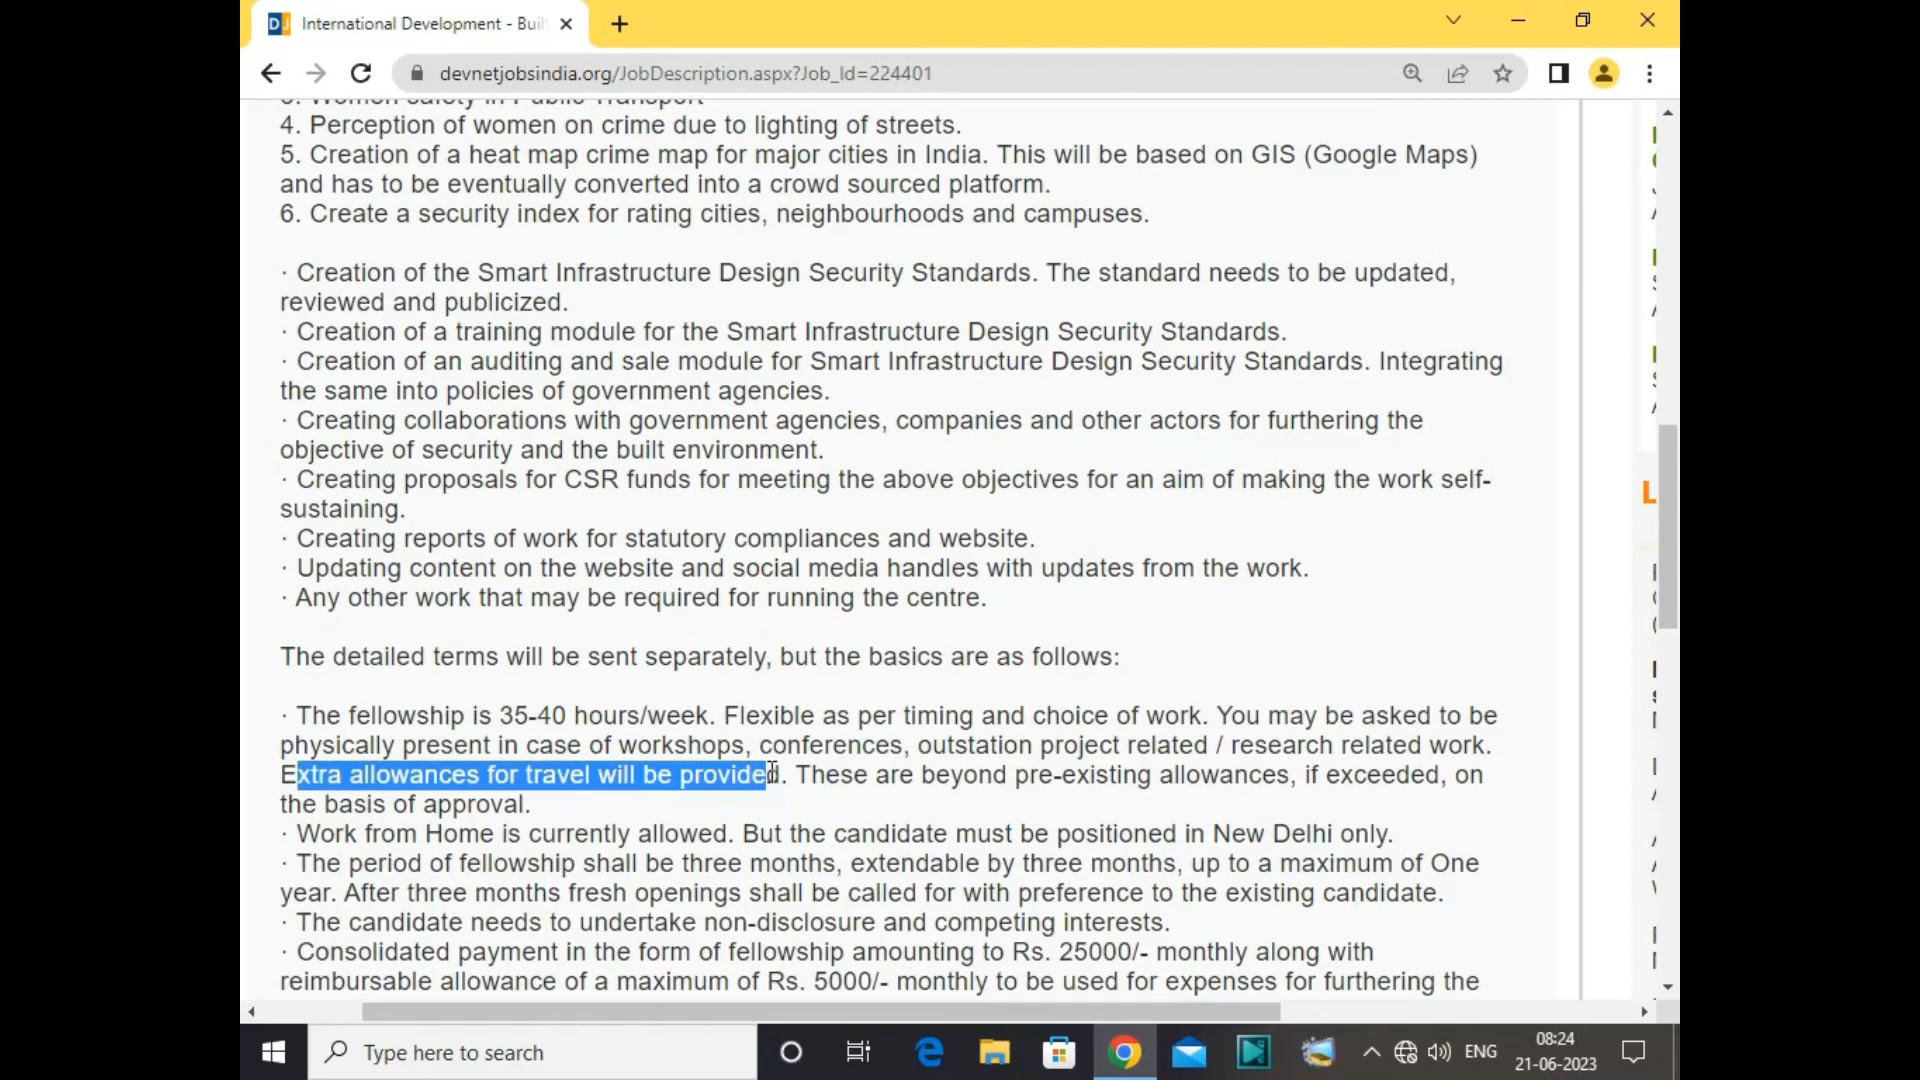 International Development - Buil
devnetjobsindia.org/JobDescription.aspx?Job_Id=224401
3. Women safety in Public Transport
4. Perception of women on crime due to lighting of streets.
5. Creation of a heat map crime map for major cities in India. This will be based on GIS (Google Maps)
and has to be eventually converted into a crowd sourced platform.
6. Create a security index for rating cities, neighbourhoods and campuses.
· Creation of the Smart Infrastructure Design Security Standards. The standard needs to be updated,
reviewed and publicized.
· Creation of a training module for the Smart Infrastructure Design Security Standards.
· Creation of an auditing and sale module for Smart Infrastructure Design Security Standards. Integrating
the same into policies of government agencies.
· Creating collaborations with government agencies, companies and other actors for furthering the
objective of security and the built environment.
· Creating proposals for CSR funds for meeting the above objectives for an aim of making the work self-
sustaining.
· Creating reports of work for statutory compliances and website.
· Updating content on the website and social media handles with updates from the work.
· Any other work that may be required for running the centre.
The detailed terms will be sent separately, but the basics are as follows:
· The fellowship is 35-40 hours/week. Flexible as per timing and choice of work. You may be asked to be
physically present in case of workshops, conferences, outstation project related / research related work.
Extra allowances for travel will be provided. These are beyond pre-existing allowances, if exceeded, on
the basis of approval.
· Work from Home is currently allowed. But the candidate must be positioned in New Delhi only.
· The period of fellowship shall be three months, extendable by three months, up to a maximum of One
year. After three months fresh openings shall be called for with preference to the existing candidate.
· The candidate needs to undertake non-disclosure and competing interests.
· Consolidated payment in the form of fellowship amounting to Rs. 25000/- monthly along with
reimbursable allowance of a maximum of Rs. 5000/- monthly to be used for expenses for furthering the
Type here to search
ENG
08:24
21-06-2023